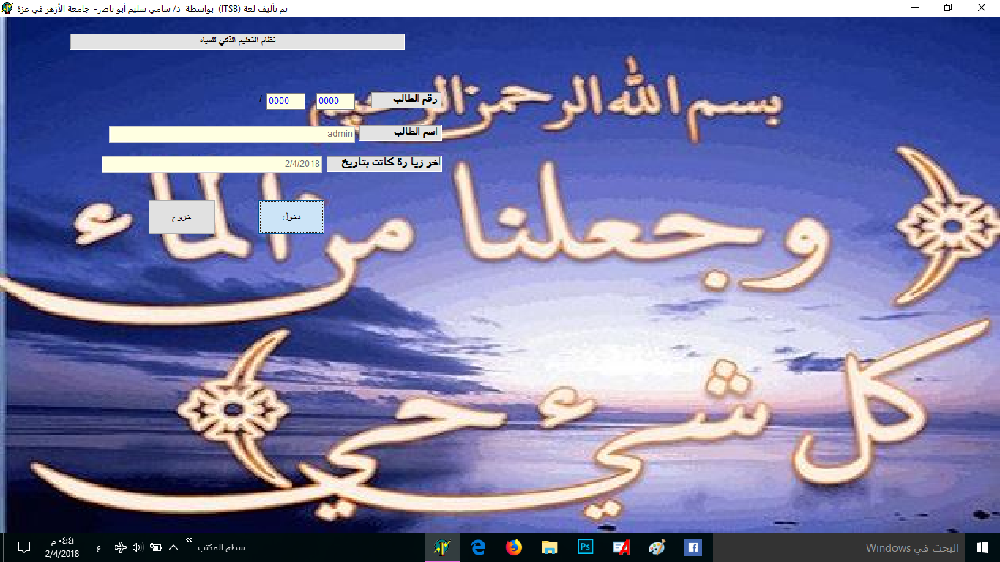 تم تأليف لغة (ITSB) بواسطة د/ سامي سليم أبو ناصر- جامعة الأزهر في غزة
نظام التعليم الذكي للمياه
بسم الله الرحمن الرحيم
رقم الطالب 0000 0000 /
اسم الطالب admin
اخر زيا رة كانت بتاريخ 2/4/2018
دخول خروج
وجعلنا من الماء
كل شيء حي
البحث في Windows
سطح المكتب
ع
٠٤:٤١ م
2/4/2018